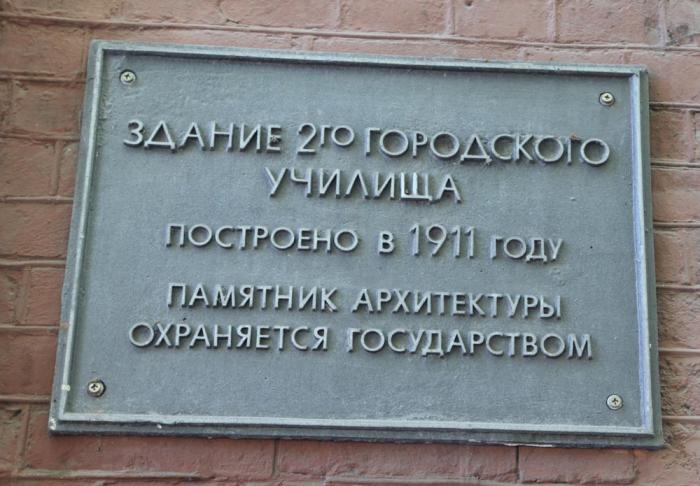 ЗДАНИЕ 2ГО ГОРОДСКОГО
УЧИЛИЩА
ПОСТРОЕНО В 1911 ГОДУ
ПАМЯТНИК АРХИТЕКТУРЫ
ОХРАНЯЕТСЯ ГОСУДАРСТВОМ